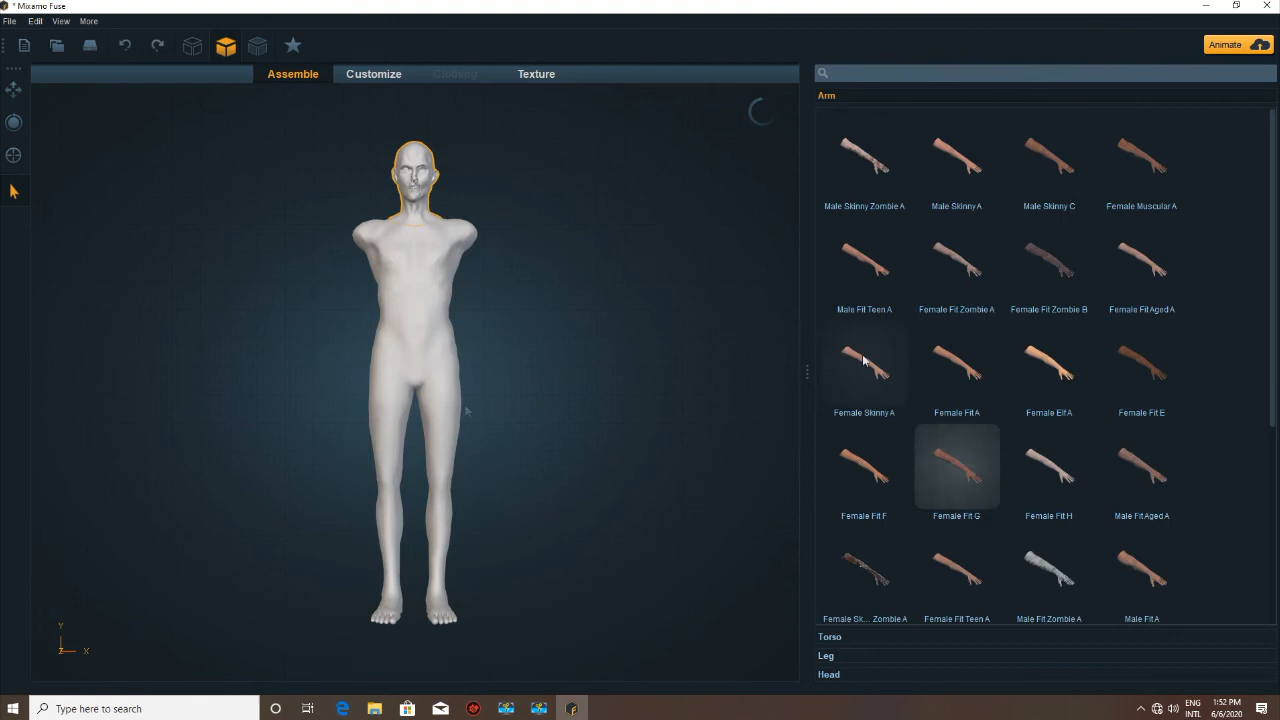 * Mixamo Fuse
File Edit View More
Animate
Assemble Customize Clothing Texture
Arm
Male Skinny Zombie A Male Skinny A Male Skinny C Female Muscular A
Male Fit Teen A Female Fit Zombie A Female Fit Zombie B Female Fit Aged A
Female Skinny A Female Fit A Female Elf A Female Fit E
Female Fit F Female Fit G Female Fit H Male Fit Aged A
Female Sk... Zombie A Female Fit Teen A Male Fit Zombie A Male Fit A
Torso
Leg
Head
Y
Z X
Type here to search
ENG 1:52 PM
INTL 6/6/2020